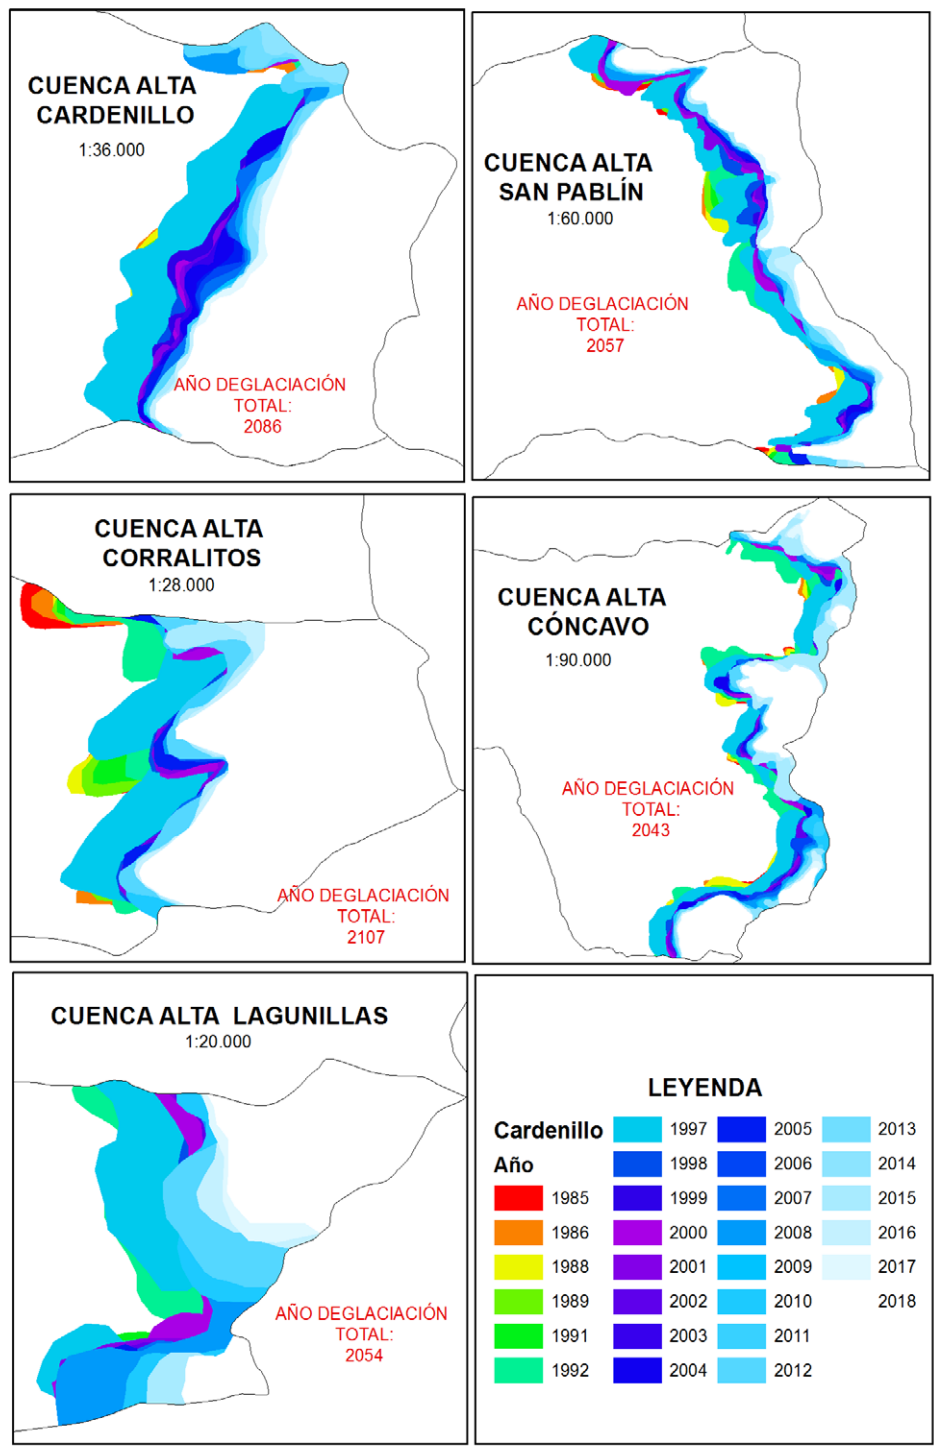 CUENCA ALTA
CARDENILLO
1:36.000
AÑO DEGLACIACIÓN
TOTAL:
2086
CUENCA ALTA
SAN PABLÍN
1:60.000
AÑO DEGLACIACIÓN
TOTAL:
2057
CUENCA ALTA
CORRALITOS
1:28.000
AÑO DEGLACIACIÓN
TOTAL:
2107
CUENCA ALTA
CÓNCAVO
1:90.000
AÑO DEGLACIACIÓN
TOTAL:
2043
CUENCA ALTA LAGUNILLAS
1:20.000
AÑO DEGLACIACIÓN
TOTAL:
2054
LEYENDA
Cardenillo
Año
1985
1986
1988
1989
1991
1992
1997
1998
1999
2000
2001
2002
2003
2004
2005
2006
2007
2008
2009
2010
2011
2012
2013
2014
2015
2016
2017
2018